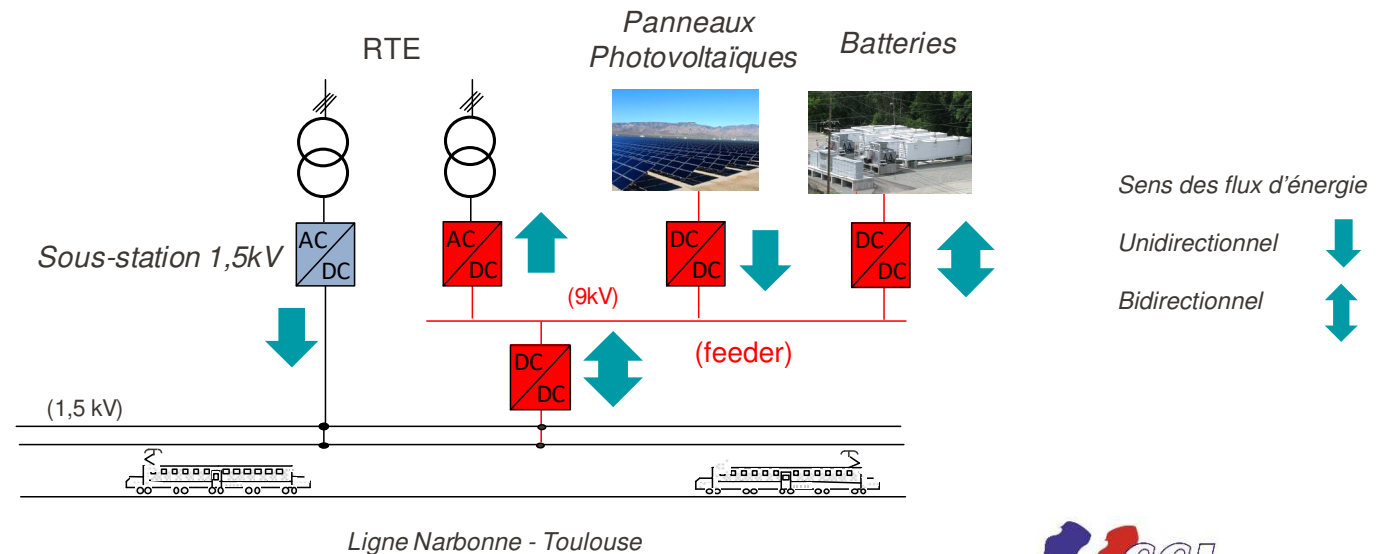 RTE
Panneaux
Photovoltaïques
Batteries
Sous-station 1,5kV
AC
DC
AC
DC
DC
DC
DC
DC
(9kV)
(feeder)
DC
DC
(1,5 kV)
Sens des flux d’énergie
Unidirectionnel
Bidirectionnel
Ligne Narbonne - Toulouse